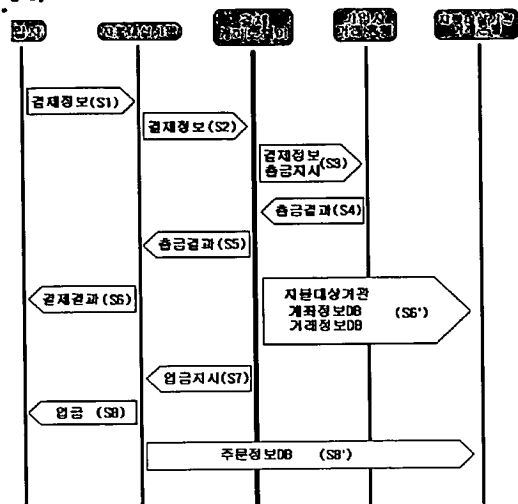 결제정보(S1)
결제정보(S2)
결제정보
출금지시(S3)
출금결과(S4)
출금결과(S5)
결제결과(S6)
지불대상기관
계좌정보DB (S6')
거래정보DB
입금지시(S7)
입금 (S8)
주문정보DB (S8')